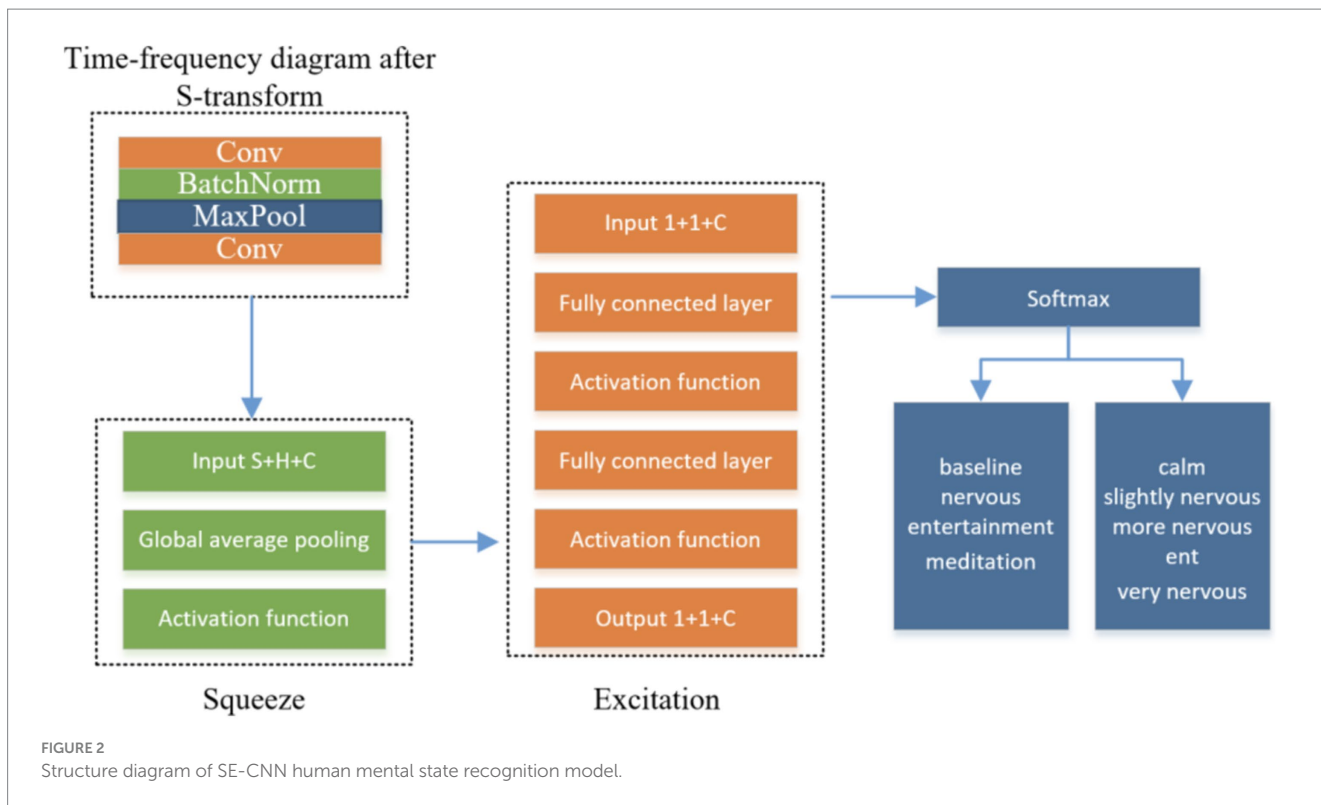 Time-frequency diagram after
S-transform
Conv
BatchNorm
MaxPool
Conv
Input S+H+C
Global average pooling
Activation function
Squeeze
Input 1+1+C
Fully connected layer
Activation function
Fully connected layer
Activation function
Output 1+1+C
Excitation
Softmax
baseline
nervous
entertainment
meditation
calm
slightly nervous
more nervous
ent
very nervous
FIGURE 2
Structure diagram of SE-CNN human mental state recognition model.